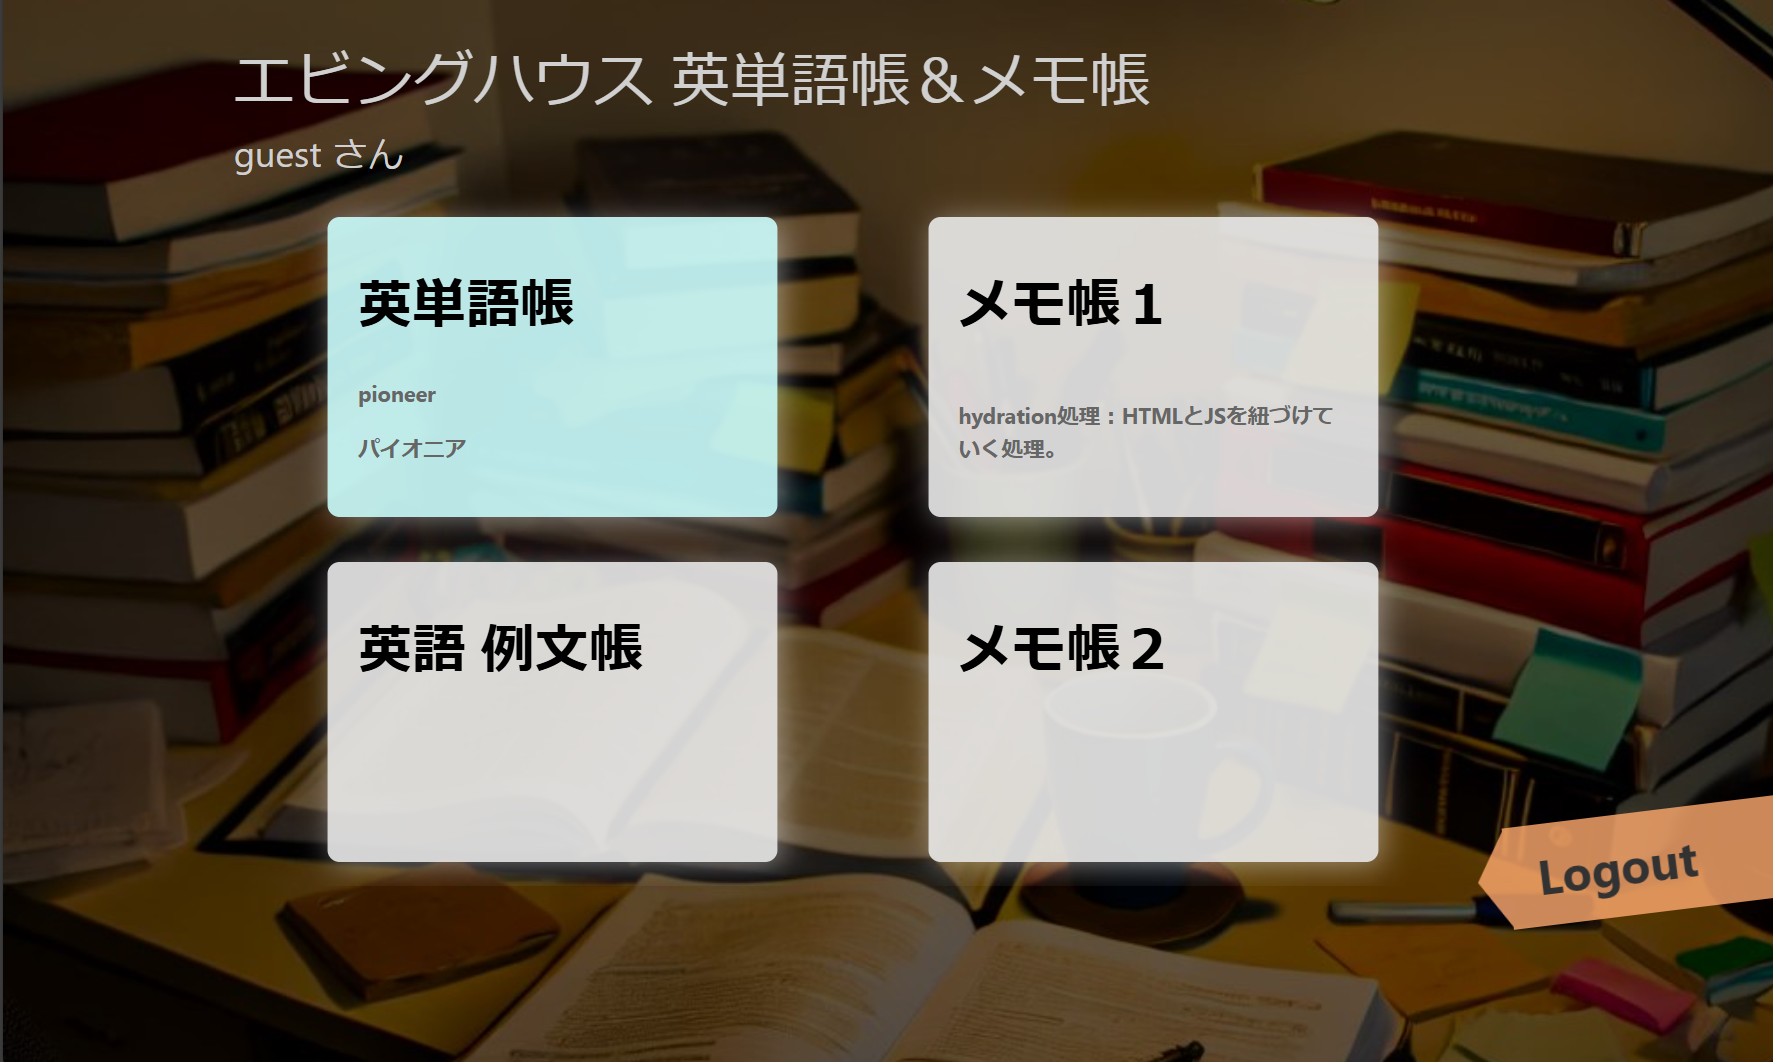 エビングハウス 英単語帳＆メモ帳
guest さん
英単語帳
pioneer
パイオニア
メモ帳１
hydration処理：HTMLとJSを紐づけて
いく処理。
英語 例文帳
メモ帳２
Logout